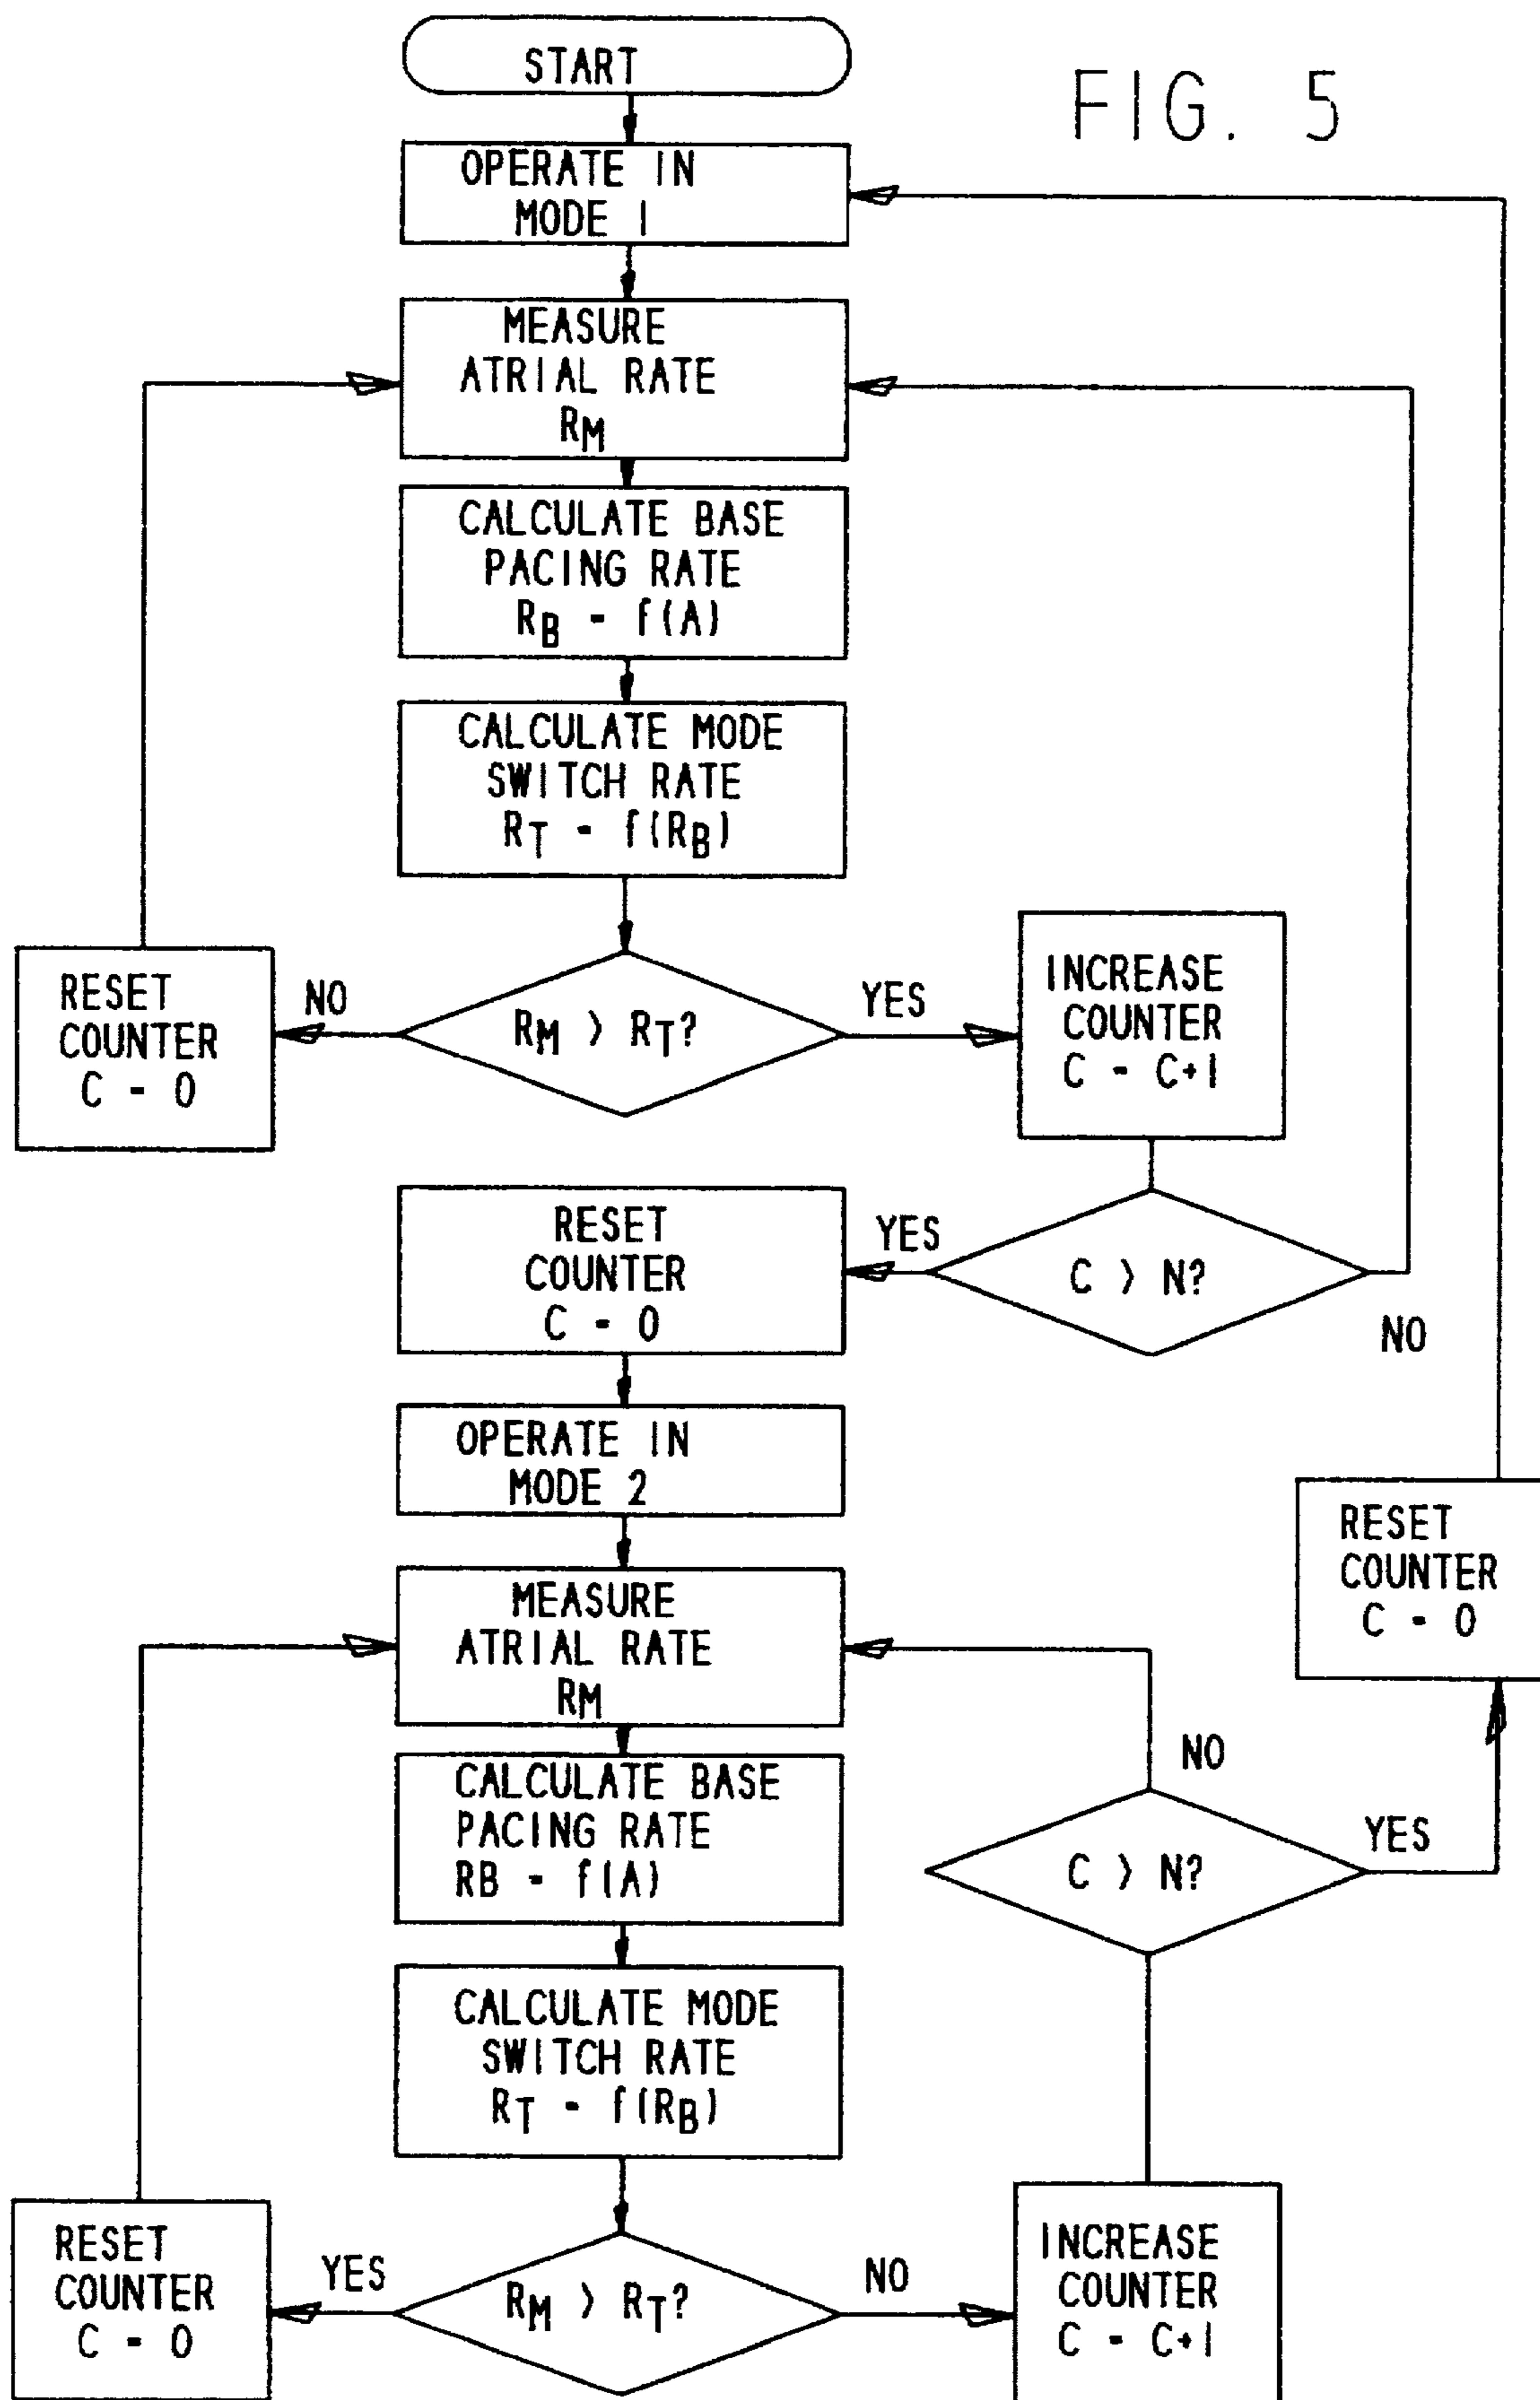 START
FIG. 5
OPERATE IN
MODE 1
MEASURE
ATRIAL RATE
RM
CALCULATE BASE
PACING RATE
RB = f(A)
CALCULATE MODE
SWITCH RATE
RT = f(RB)
RESET
COUNTER
C = 0
NO
RM > RT?
YES
INCREASE
COUNTER
C = C+1
RESET
COUNTER
C = 0
YES
C > N?
NO
OPERATE IN
MODE 2
RESET
COUNTER
C = 0
MEASURE
ATRIAL RATE
RM
NO
CALCULATE BASE
PACING RATE
RB = f(A)
C > N?
YES
CALCULATE MODE
SWITCH RATE
RT = f(RB)
RESET
COUNTER
C = 0
YES
RM > RT?
NO
INCREASE
COUNTER
C = C+1